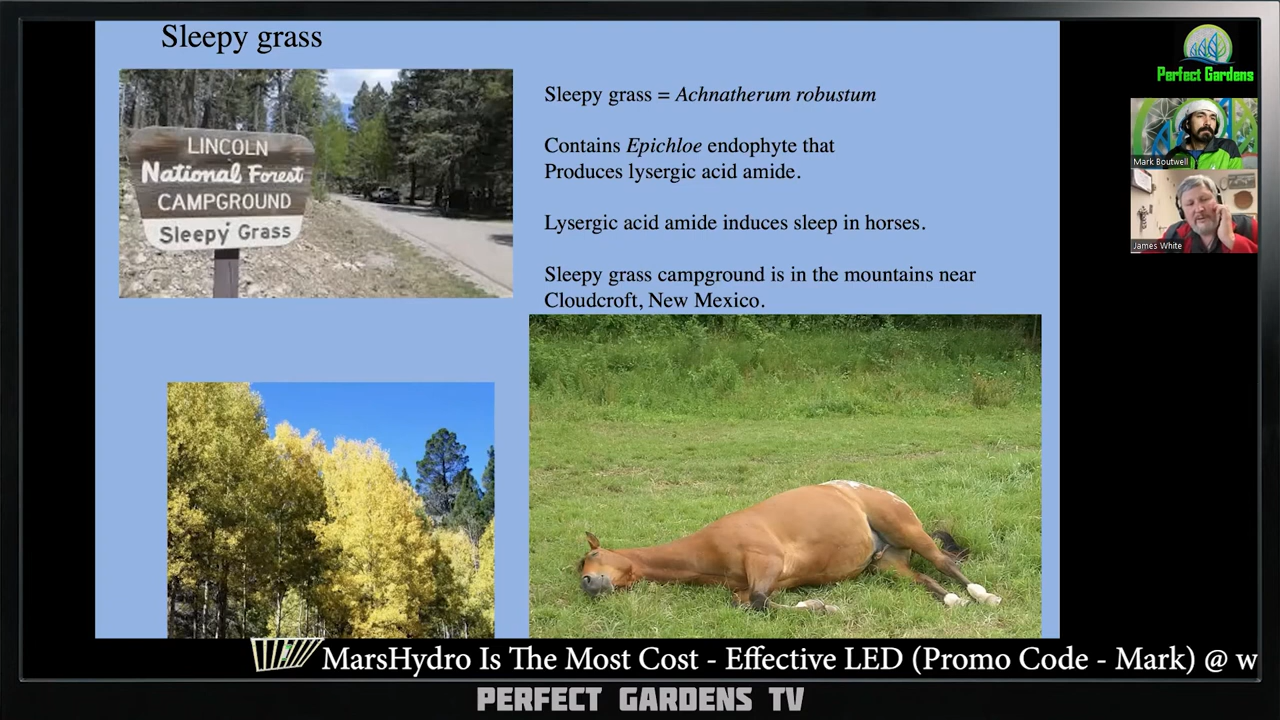 Sleepy grass
LINCOLN
National Forest
CAMPGROUND
Sleepy Grass
Sleepy grass = Achnatherum robustum
Contains Epichloe endophyte that
Produces lysergic acid amide.
Lysergic acid amide induces sleep in horses.
Sleepy grass campground is in the mountains near
Cloudcroft, New Mexico.
Perfect Gardens
Mark Boutwell
James White
MarsHydro Is The Most Cost - Effective LED (Promo Code - Mark) @ w
PERFECT GARDENS TV